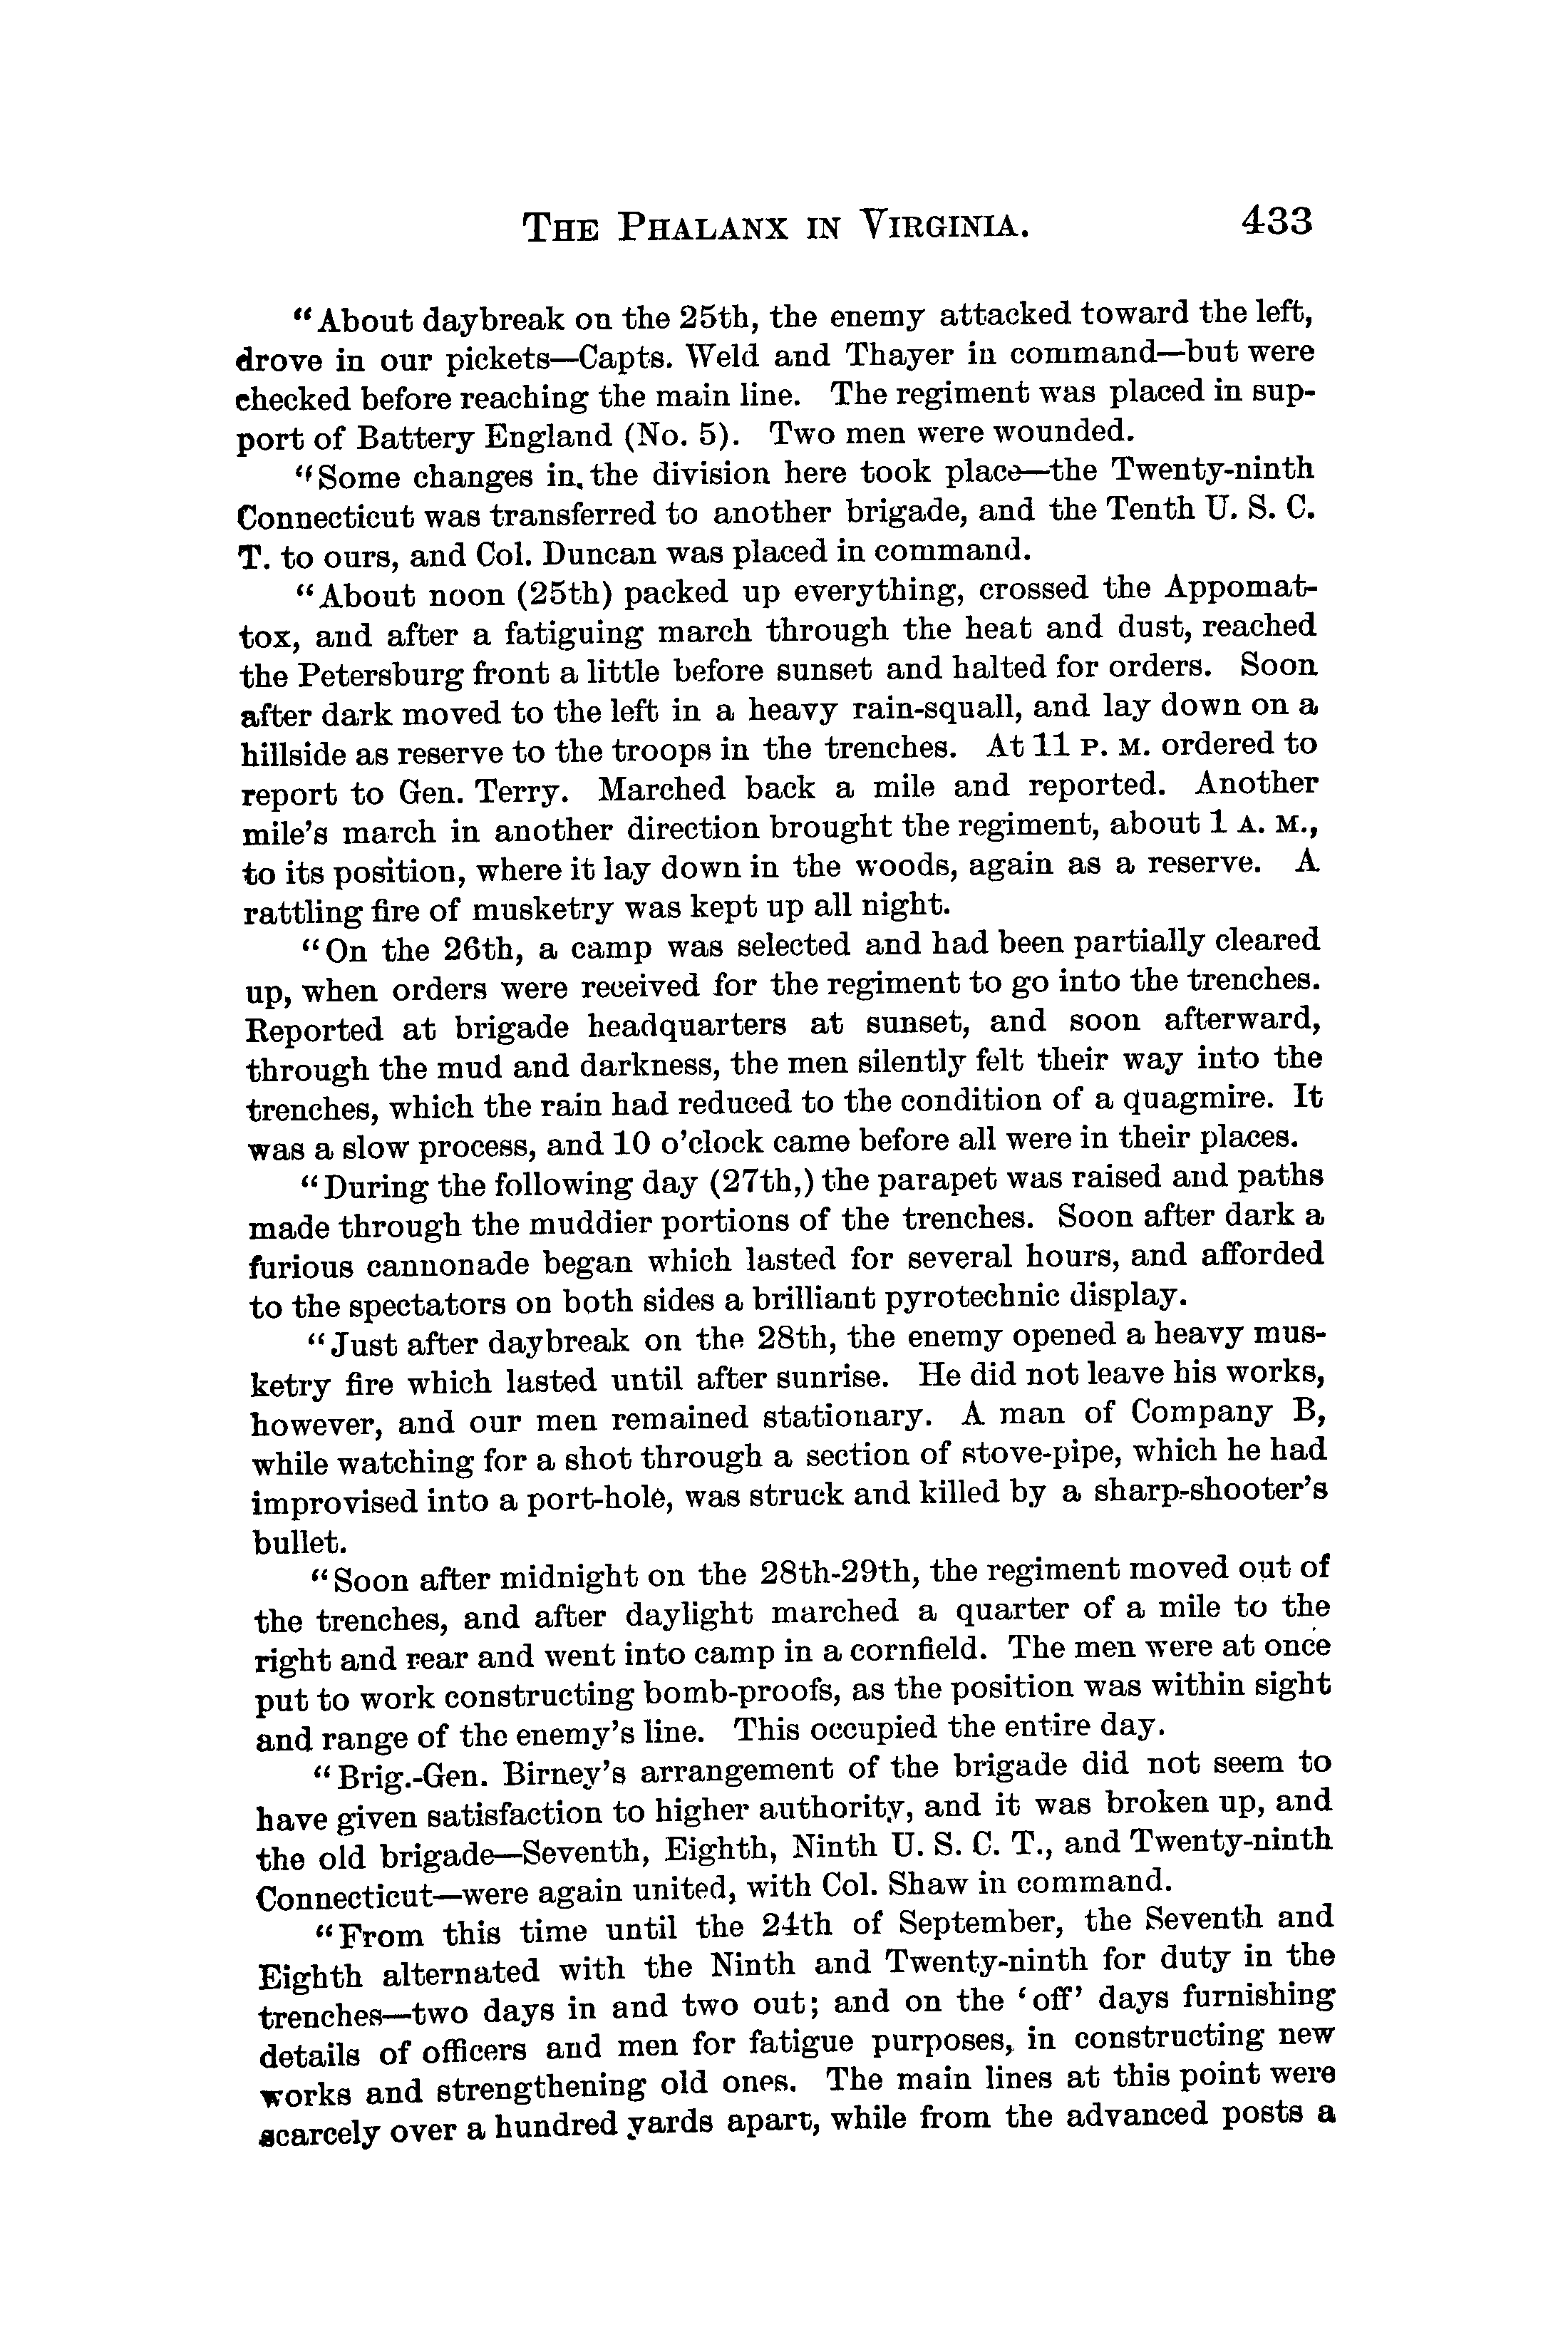 THE PHALANX IN VIRGINIA. 433
“About daybreak on the 25th, the enemy attacked toward the left,
drove in our pickets—Capts. Weld and Thayer in command—but were
checked before reaching the main line. The regiment was placed in sup-
port of Battery England (No. 5). Two men were wounded.
“Some changes in the division here took place—the Twenty-ninth
Connecticut was transferred to another brigade, and the Tenth U. S. C.
T. to ours, and Col. Duncan was placed in command.
“About noon (25th) packed up everything, crossed the Appomat-
tox, and after a fatiguing march through the heat and dust, reached
the Petersburg front a little before sunset and halted for orders. Soon
after dark moved to the left in a heavy rain-squall, and lay down on a
hillside as reserve to the troops in the trenches. At 11 P. M. ordered to
report to Gen. Terry. Marched back a mile and reported. Another
mile’s march in another direction brought the regiment, about 1 A. M.,
to its position, where it lay down in the woods, again as a reserve. A
rattling fire of musketry was kept up all night.
“On the 26th, a camp was selected and had been partially cleared
up, when orders were received for the regiment to go into the trenches.
Reported at brigade headquarters at sunset, and soon afterward,
through the mud and darkness, the men silently felt their way into the
trenches, which the rain had reduced to the condition of a quagmire. It
was a slow process, and 10 o’clock came before all were in their places.
“During the following day (27th,) the parapet was raised and paths
made through the muddier portions of the trenches. Soon after dark a
furious cannonade began which lasted for several hours, and afforded
to the spectators on both sides a brilliant pyrotechnic display.
“Just after daybreak on the 28th, the enemy opened a heavy mus-
ketry fire which lasted until after sunrise. He did not leave his works,
however, and our men remained stationary. A man of Company B,
while watching for a shot through a section of stove-pipe, which he had
improvised into a port-hole, was struck and killed by a sharp-shooter’s
bullet.
“Soon after midnight on the 28th-29th, the regiment moved out of
the trenches, and after daylight marched a quarter of a mile to the
right and rear and went into camp in a cornfield. The men were at once
put to work constructing bomb-proofs, as the position was within sight
and range of the enemy’s line. This occupied the entire day.
“Brig.-Gen. Birney’s arrangement of the brigade did not seem to
have given satisfaction to higher authority, and it was broken up, and
the old brigade—Seventh, Eighth, Ninth U. S. C. T., and Twenty-ninth
Connecticut—were again united, with Col. Shaw in command.
“From this time until the 24th of September, the Seventh and
Eighth alternated with the Ninth and Twenty-ninth for duty in the
trenches—two days in and two out; and on the ‘off’ days furnishing
details of officers and men for fatigue purposes, in constructing new
works and strengthening old ones. The main lines at this point were
scarcely over a hundred yards apart, while from the advanced posts a